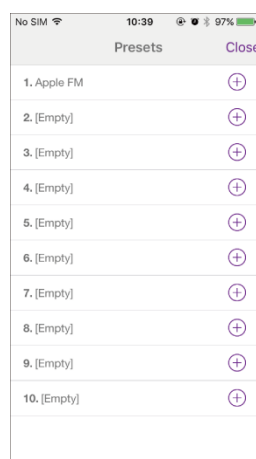 No SIM 10:39 97%
Presets Close
1. Apple FM
2. [Empty]
3. [Empty]
4. [Empty]
5. [Empty]
6. [Empty]
7. [Empty]
8. [Empty]
9. [Empty]
10. [Empty]